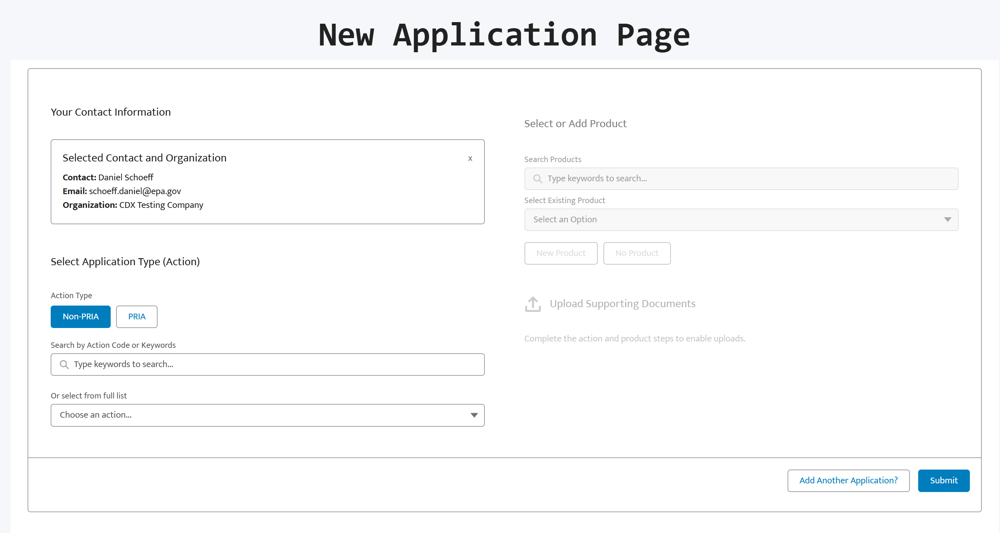 New Application Page
Your Contact Information
Selected Contact and Organization
x
Contact: Daniel Schoeff
Email: schoeff.daniel@epa.gov
Organization: CDX Testing Company
Select Application Type (Action)
Action Type
Non-PRIA
PRIA
Search by Action Code or Keywords
Type keywords to search...
Or select from full list
Choose an action...
Select or Add Product
Search Products
Type keywords to search...
Select Existing Product
Select an Option
New Product
No Product
Upload Supporting Documents
Complete the action and product steps to enable uploads.
Add Another Application?
Submit